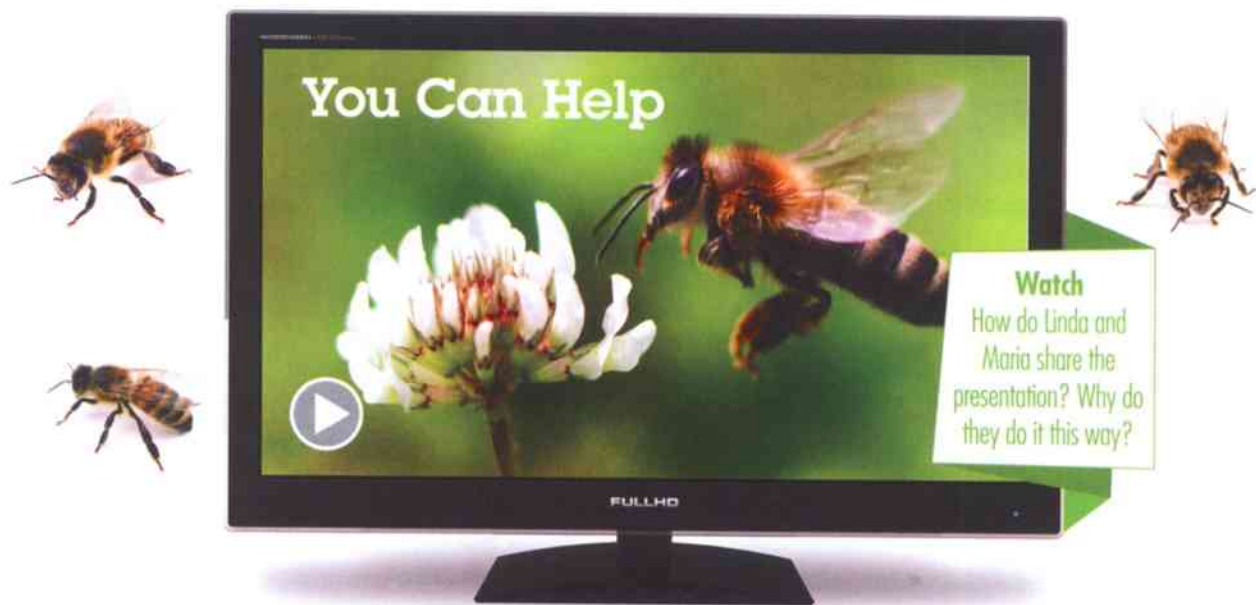 You Can Help
Watch
How do Linda and
Maria share the
presentation? Why do
they do it this way?
FULLHD